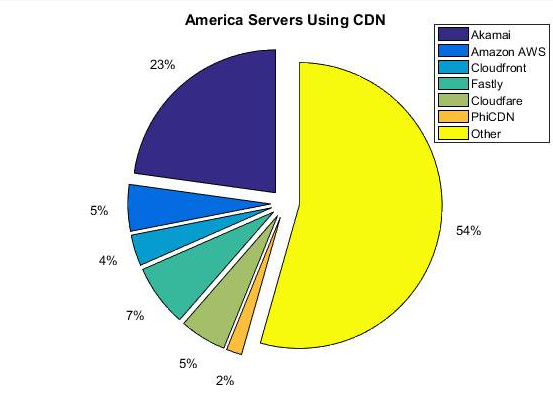 America Servers Using CDN
Akamai
Amazon AWS
Cloudfront
Fastly
Cloudfare
PhiCDN
Other
23%
5%
4%
7%
5%
2%
54%